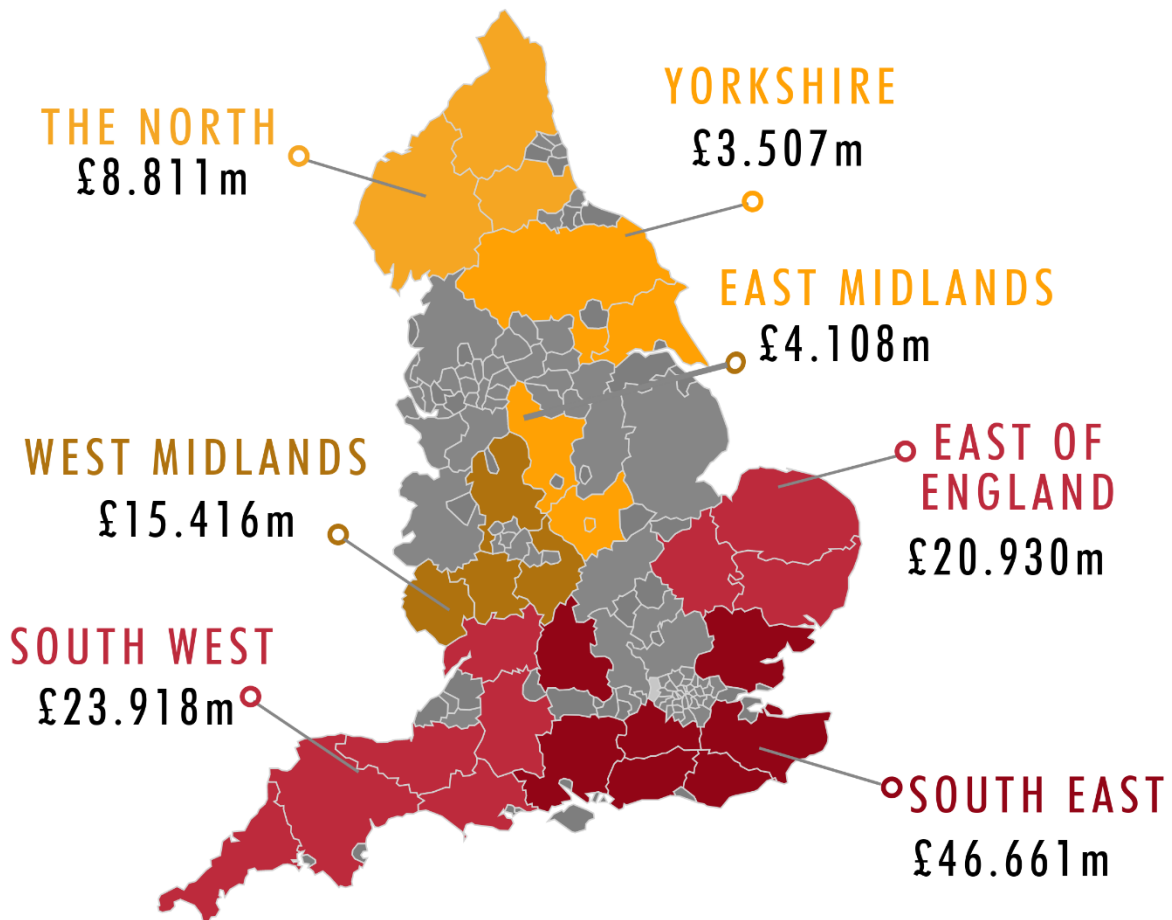 YORKSHIRE
£3.507m
THE NORTH
£8.811m
EAST MIDLANDS
£4.108m
WEST MIDLANDS
£15.416m
EAST OF
ENGLAND
£20.930m
SOUTH WEST
£23.918m
SOUTH EAST
£46.661m